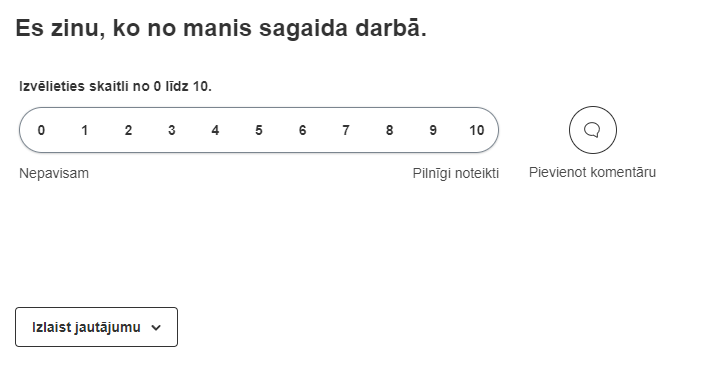 Es zinu, ko no manis sagaida darbā.
Izvēlieties skaitli no 0 līdz 10.
0 1 2 3 4 5 6 7 8 9 10
Nepavisam Pilnīgi noteikti Pievienot komentāru
Izlaist jautājumu